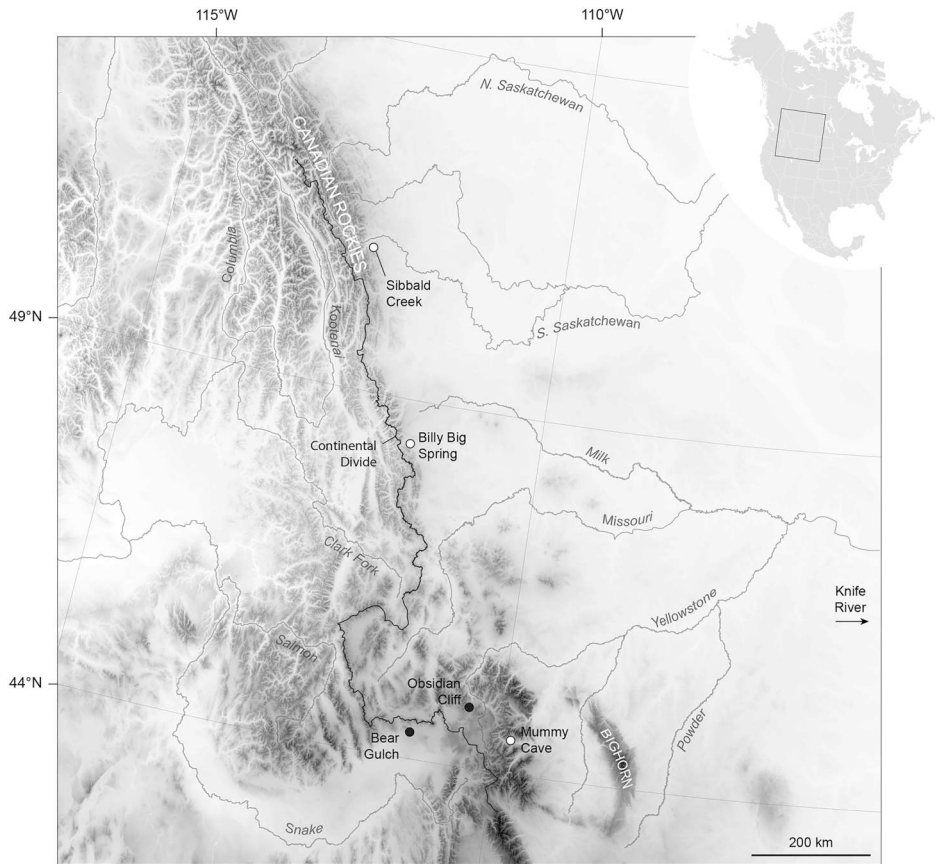 115°W
110°W
N. Saskatchewan
CANADIAN ROCKIES
Columbia
Sibbald
Creek
49°N
Kootenai
S. Saskatchewan
Continental
Divide
Billy Big
Spring
Milk
Missouri
Clark Fork
Yellowstone
Knife
River
Salmon
44°N
Obsidian
Cliff
Bear
Gulch
Mummy
Cave
BIGHORN
Powder
Snake
200 km